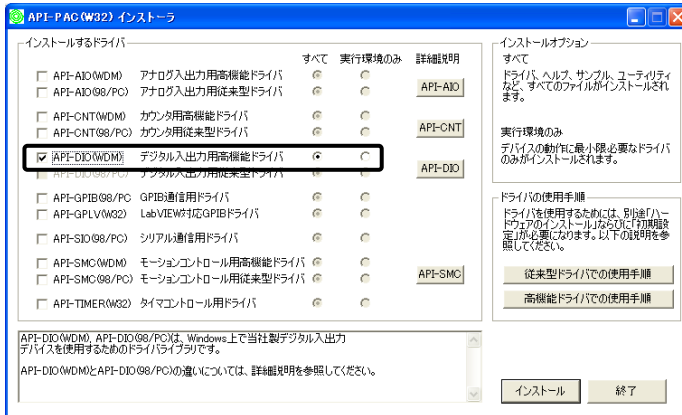 API-PAC(W32) インストーラ
インストールするドライバ
すべて 実行環境のみ 詳細説明
API-AIO(WDM) アナログ入出力用高機能ドライバ
API-AIO(98/PC) アナログ入出力用従来型ドライバ
API-AIO
API-CNT(WDM) カウンタ用高機能ドライバ
API-CNT(98/PC) カウンタ用従来型ドライバ
API-CNT
API-DIO(WDM) デジタル入出力用高機能ドライバ
API-DIO(98/PC) デジタル入出力用従来型ドライバ
API-DIO
API-GPIB(98/PC) GPIB通信用ドライバ
API-GPLV(W32) LabVIEW対応GPIBドライバ
API-SIO(98/PC) シリアル通信用ドライバ
API-SMC(WDM) モーションコントロール用高機能ドライバ
API-SMC(98/PC) モーションコントロール用従来型ドライバ
API-SMC
API-TIMER(W32) タイマコントロール用ドライバ
インストールオプション
すべて
ドライバ、ヘルプ、サンプル、ユーティリティ
など、すべてのファイルがインストールされ
ます。
実行環境のみ
デバイスの動作に最小限必要なドライバ
のみがインストールされます。
ドライバの使用手順
ドライバを使用するためには、別途「ハー
ドウェアのインストール」ならびに「初期設
定」が必要になります。以下の説明を参
照してください。
従来型ドライバでの使用手順
高機能ドライバでの使用手順
API-DIO(WDM), API-DIO(98/PC)は、Windows上で当社製デジタル入出力
デバイスを使用するためのドライバライブラリです。
API-DIO(WDM)とAPI-DIO(98/PC)の違いについては、詳細説明を参照してください。
インストール 終了